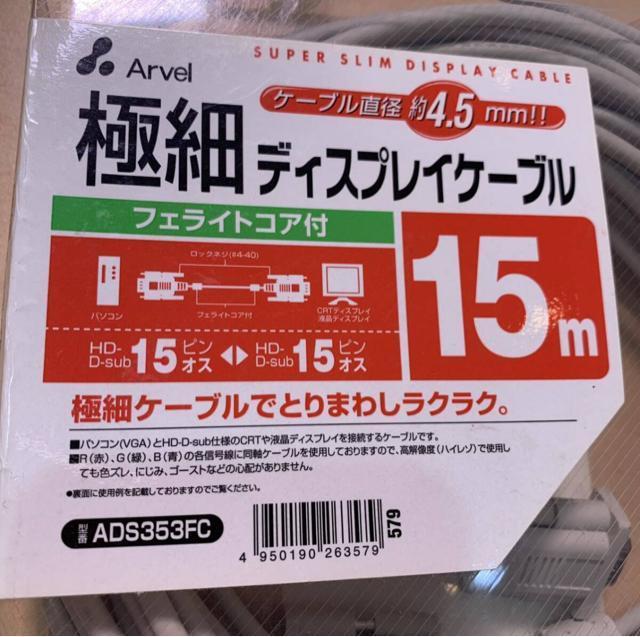 Arvel
SUPER SLIM DISPLAY CABLE
ケーブル直径 約4.5 mm!!
極細ディスプレイケーブル
フェライトコア付
15m
ロックネジ(#4-40)
パソコン
フェライトコア付
CRTディスプレイ
液晶ディスプレイ
HD-D-sub 15ピンオス ◀▶ HD-D-sub 15ピンオス
極細ケーブルでとりまわしラクラク。
■パソコン(VGA)とHD-D-sub仕様のCRTや液晶ディスプレイを接続するケーブルです。
■R(赤)、G(緑)、B(青)の各信号線に同軸ケーブルを使用しておりますので、高解像度(ハイレゾ)で使用し
ても色ズレ、にじみ、ゴーストなどの心配がありません。
●裏面に使用例を記載しておりますのでご覧ください。
型番 ADS353FC
4 950190 263579
579